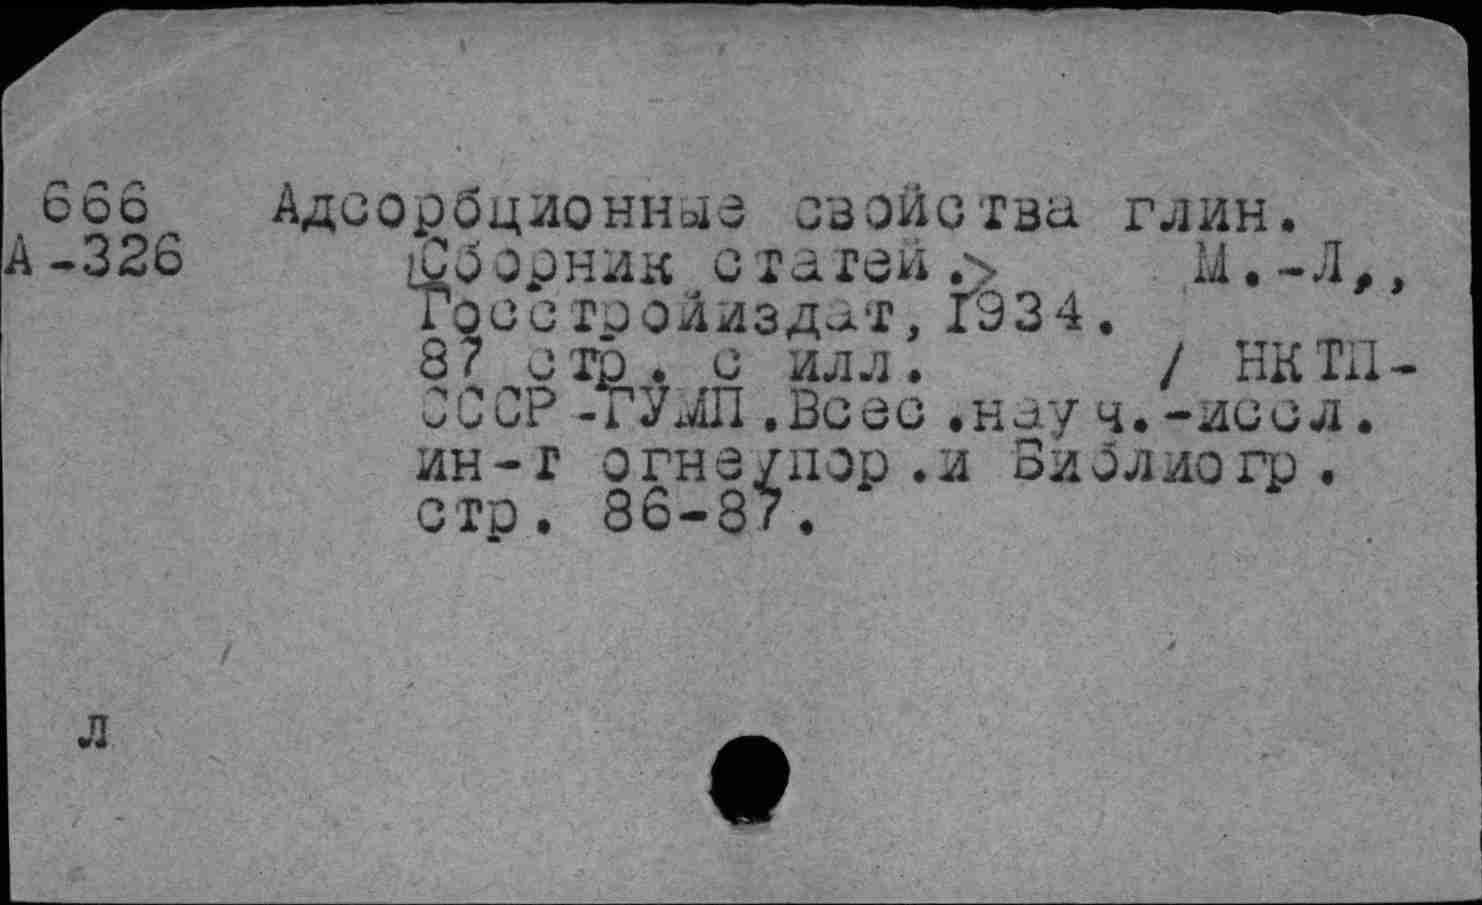 666 Адсорбционные свойства глин.
А-326 <Сборник статей.> М.-Л.,
Госстройиздат, 1934.
87 стр. с илл. / НКТП-
СССР-ГУМП.Всес.науч.-иссл.
ин-т огнеупор.и Библиогр.
стр. 86-87.
л